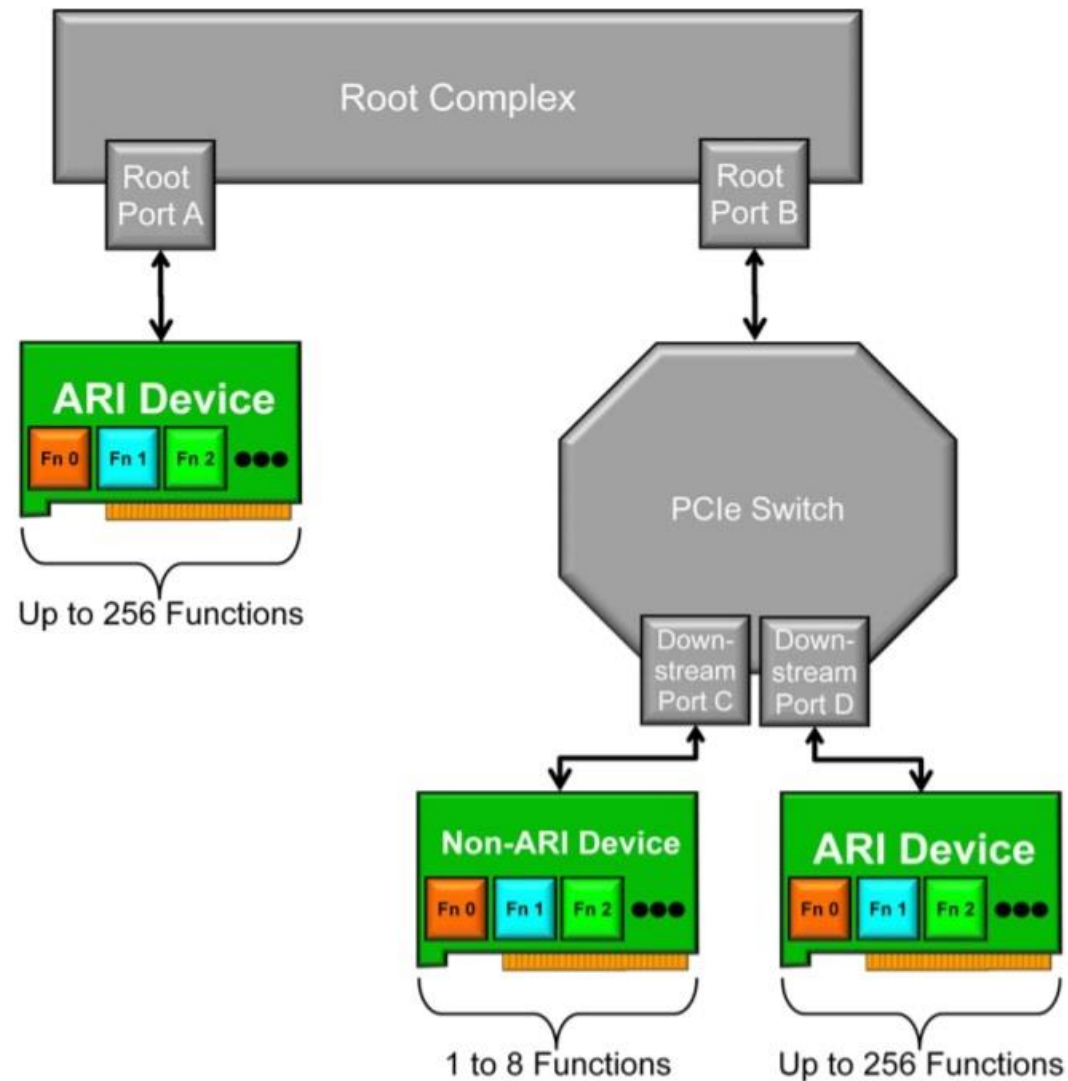 Root Complex
Root
Port A
Root
Port B
ARI Device
Fn 0 Fn 1 Fn 2
Up to 256 Functions
PCIe Switch
Down-
stream
Port C
Down-
stream
Port D
Non-ARI Device
Fn 0 Fn 1 Fn 2
1 to 8 Functions
ARI Device
Fn 0 Fn 1 Fn 2
Up to 256 Functions